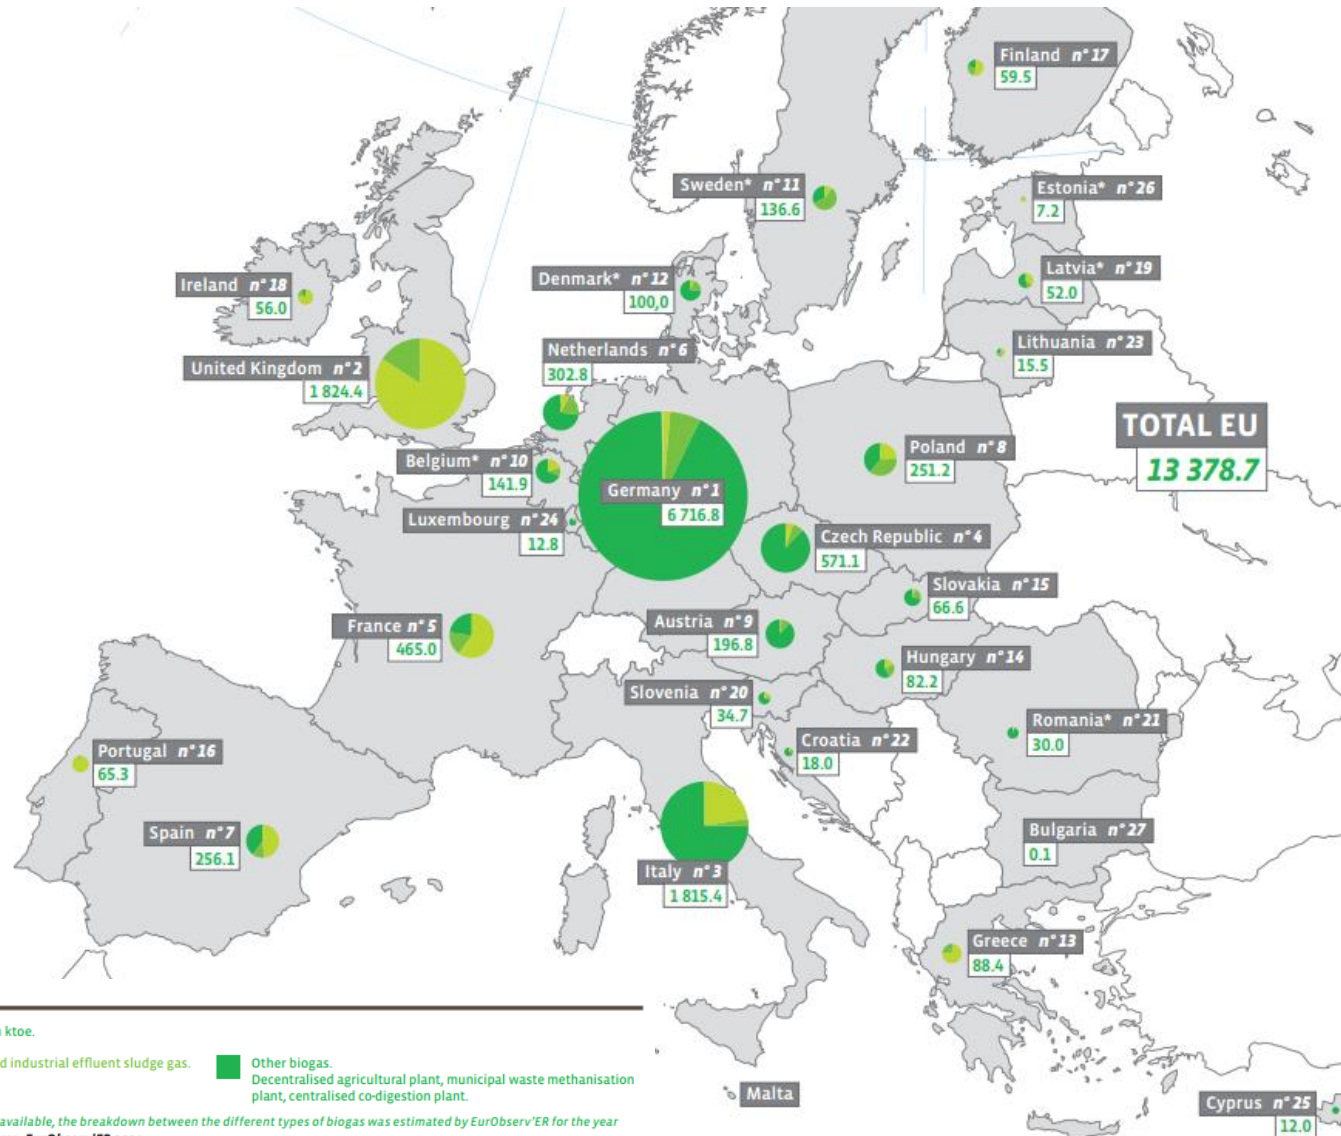 Finland n° 17
59.5
Sweden* n° 11
136.6
Estonia* n° 26
7.2
Ireland n° 18
56.0
Denmark* n° 12
100,0
Latvia* n° 19
52.0
United Kingdom n° 2
1 824.4
Netherlands n° 6
302.8
Lithuania n° 23
15.5
TOTAL EU
13 378.7
Belgium* n° 10
141.9
Germany n° 1
6 716.8
Poland n° 8
251.2
Luxembourg n° 24
12.8
Czech Republic n° 4
571.1
Slovakia n° 15
66.6
France n° 5
465.0
Austria n° 9
196.8
Hungary n° 14
82.2
Slovenia n° 20
34.7
Croatia n° 22
18.0
Romania* n° 21
30.0
Portugal n° 16
65.3
Spain n° 7
256.1
Italy n° 3
1 815.4
Bulgaria n° 27
0.1
Greece n° 13
88.4
Malta
Cyprus n° 25
12.0
ktoe.
d industrial effluent sludge gas.
Other biogas.
Decentralised agricultural plant, municipal waste methanisation
plant, centralised co-digestion plant.
available, the breakdown between the different types of biogas was estimated by EurObserv'ER for the year